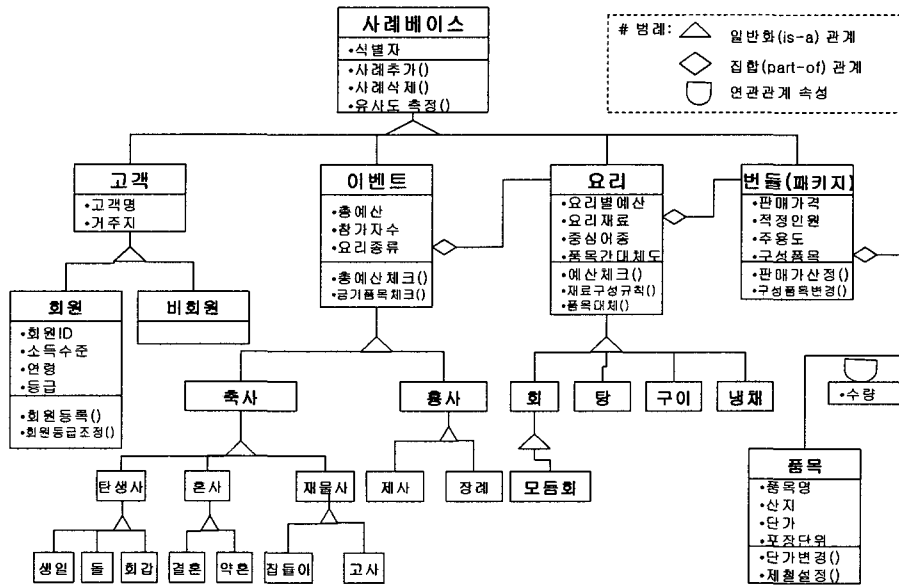 사례베이스
•식별자
•사례추가()
•사례삭제()
•유사도 측정()
# 범례:
일반화(is-a) 관계
집합(part-of) 관계
연관관계 속성
고객
•고객명
•거주지
이벤트
•총예산
•참가자수
•요리종류
•총예산체크()
•금기품목체크()
요리
•요리별예산
•요리재료
•중심어종
•품목간대체도
•예산체크()
•재료구성규칙()
•품목대체()
번들(패키지)
•판매가격
•적정인원
•주용도
•구성품목
•판매가산정()
•구성품목변경()
회원
•회원ID
•소득수준
•연령
•등급
•회원등록()
•회원등급조정()
비회원
축사
흉사
회
탕
구이
냉채
•수량
탄생사
혼사
재물사
제사
장례
모듬회
생일
돌
회갑
결혼
약혼
집들이
고사
품목
•품목명
•산지
•단가
•포장단위
•단가변경()
•제철설정()